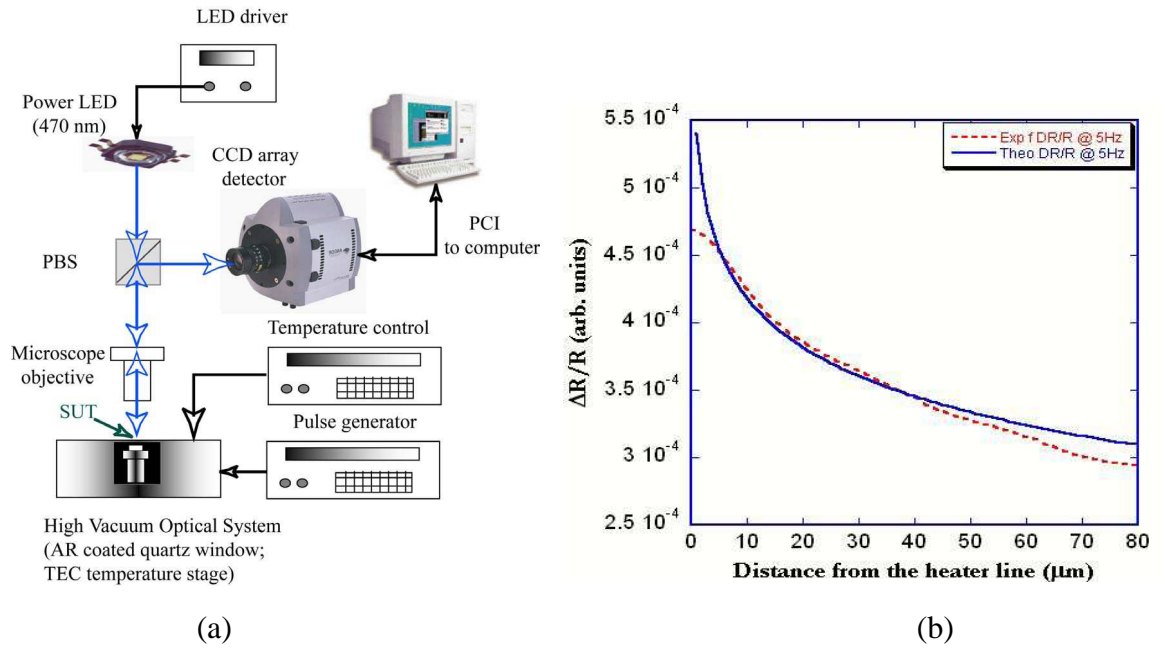 LED driver
Power LED
(470 nm)
CCD array
detector
PCI
to computer
PBS
Temperature control
Microscope
objective
Pulse generator
SUT
High Vacuum Optical System
(AR coated quartz window;
TEC temperature stage)
(a)
5.5 10-4
5 10-4
4.5 10-4
4 10-4
3.5 10-4
3 10-4
2.5 10-4
ΔR/R (arb. units)
Exp f DR/R @ 5Hz
Theo DR/R @ 5Hz
0 10 20 30 40 50 60 70 80
Distance from the heater line (μm)
(b)